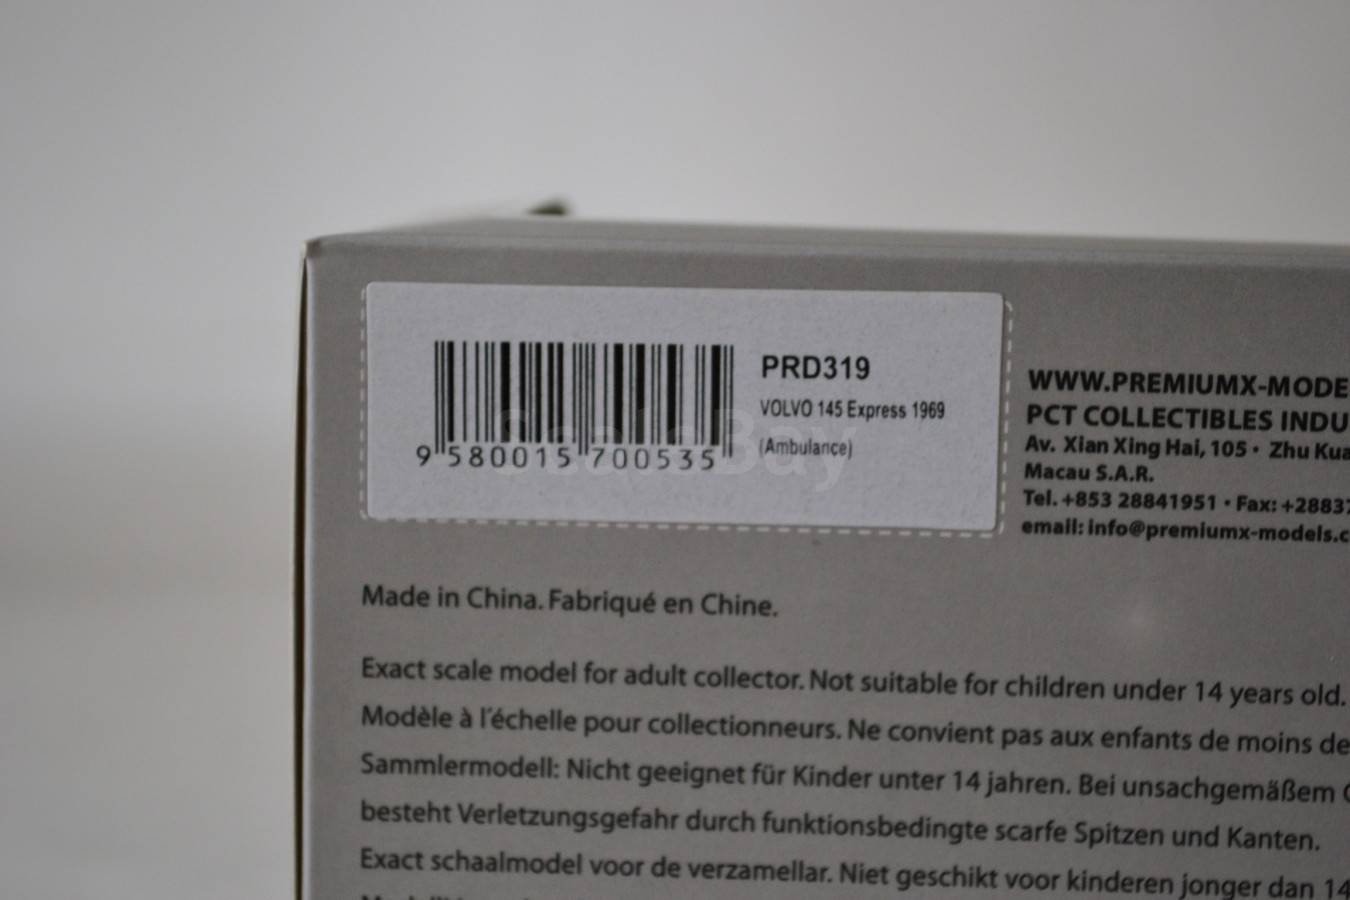 PRD319
VOLVO 145 Express 1969
(Ambulance)
9 580015 700535
ScaleBay
WWW.PREMIUMX-MODE
PCT COLLECTIBLES INDU
Av. Xian Xing Hai, 105 · Zhu Kua
Macau S.A.R.
Tel. +853 28841951 · Fax: +28837
email: info@premiumx-models.c
Made in China. Fabriqué en Chine.
Exact scale model for adult collector. Not suitable for children under 14 years old.
Modèle à l'échelle pour collectionneurs. Ne convient pas aux enfants de moins de
Sammlermodell: Nicht geeignet für Kinder unter 14 jahren. Bei unsachgemäßem G
besteht Verletzungsgefahr durch funktionsbedingte scarfe Spitzen und Kanten.
Exact schaalmodel voor de verzamellar. Niet geschikt voor kinderen jonger dan 14